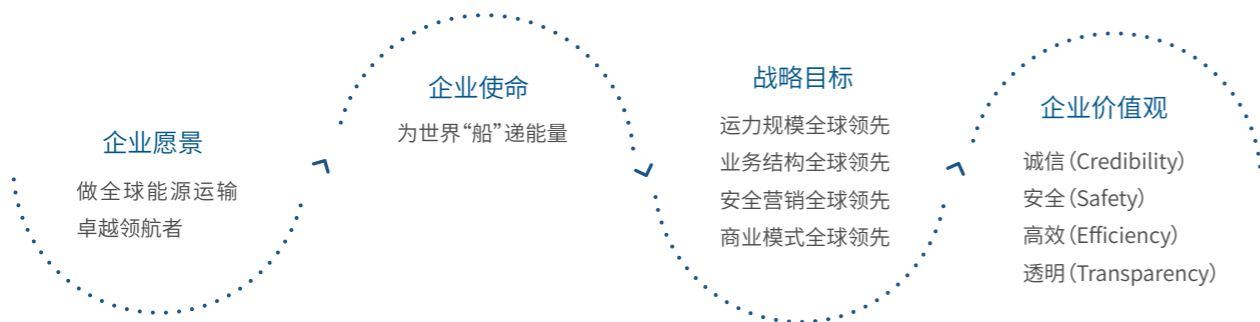 企业愿景
做全球能源运输
卓越领航者
企业使命
为世界“船”递能量
战略目标
运力规模全球领先
业务结构全球领先
安全营销全球领先
商业模式全球领先
企业价值观
诚信(Credibility)
安全(Safety)
高效(Efficiency)
透明(Transparency)